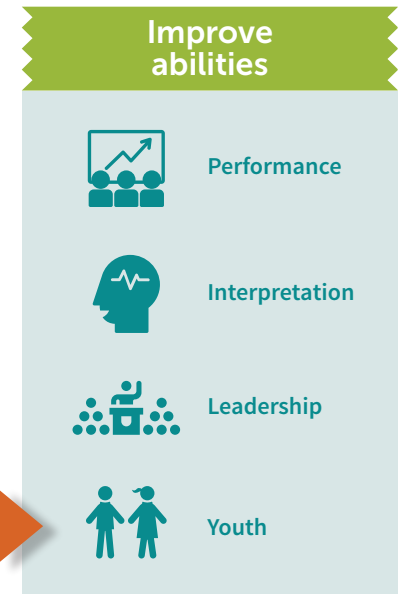 Improve
abilities
Performance
Interpretation
Leadership
Youth